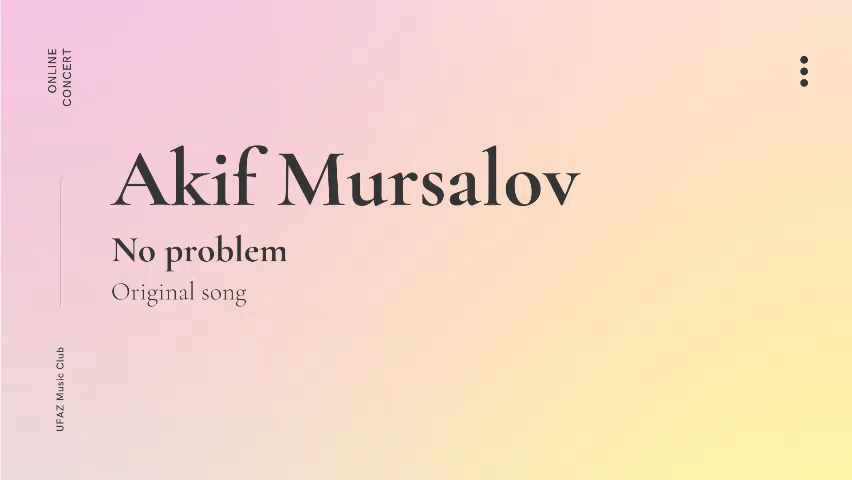 ONLINE
CONCERT
Akif Mursalov
No problem
Original song
UFAZ Music Club